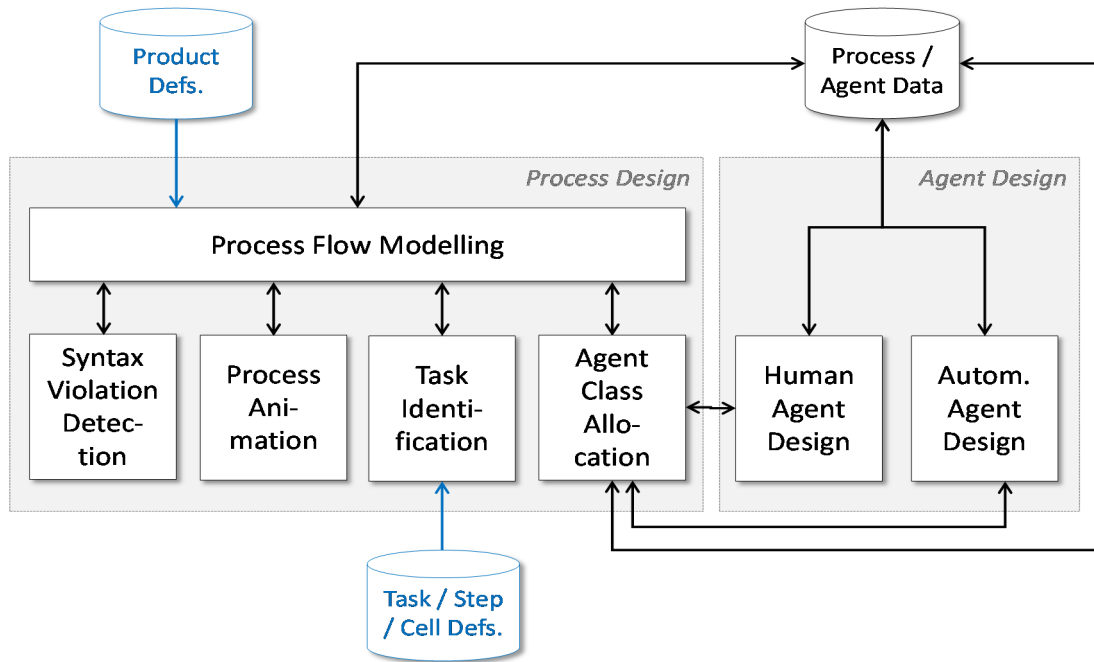 Product
Defs.
Process /
Agent Data
Process Design
Agent Design
Process Flow Modelling
Syntax
Violation
Detec-
tion
Process
Ani-
mation
Task
Identi-
fication
Agent
Class
Allo-
cation
Human
Agent
Design
Autom.
Agent
Design
Task / Step
/ Cell Defs.